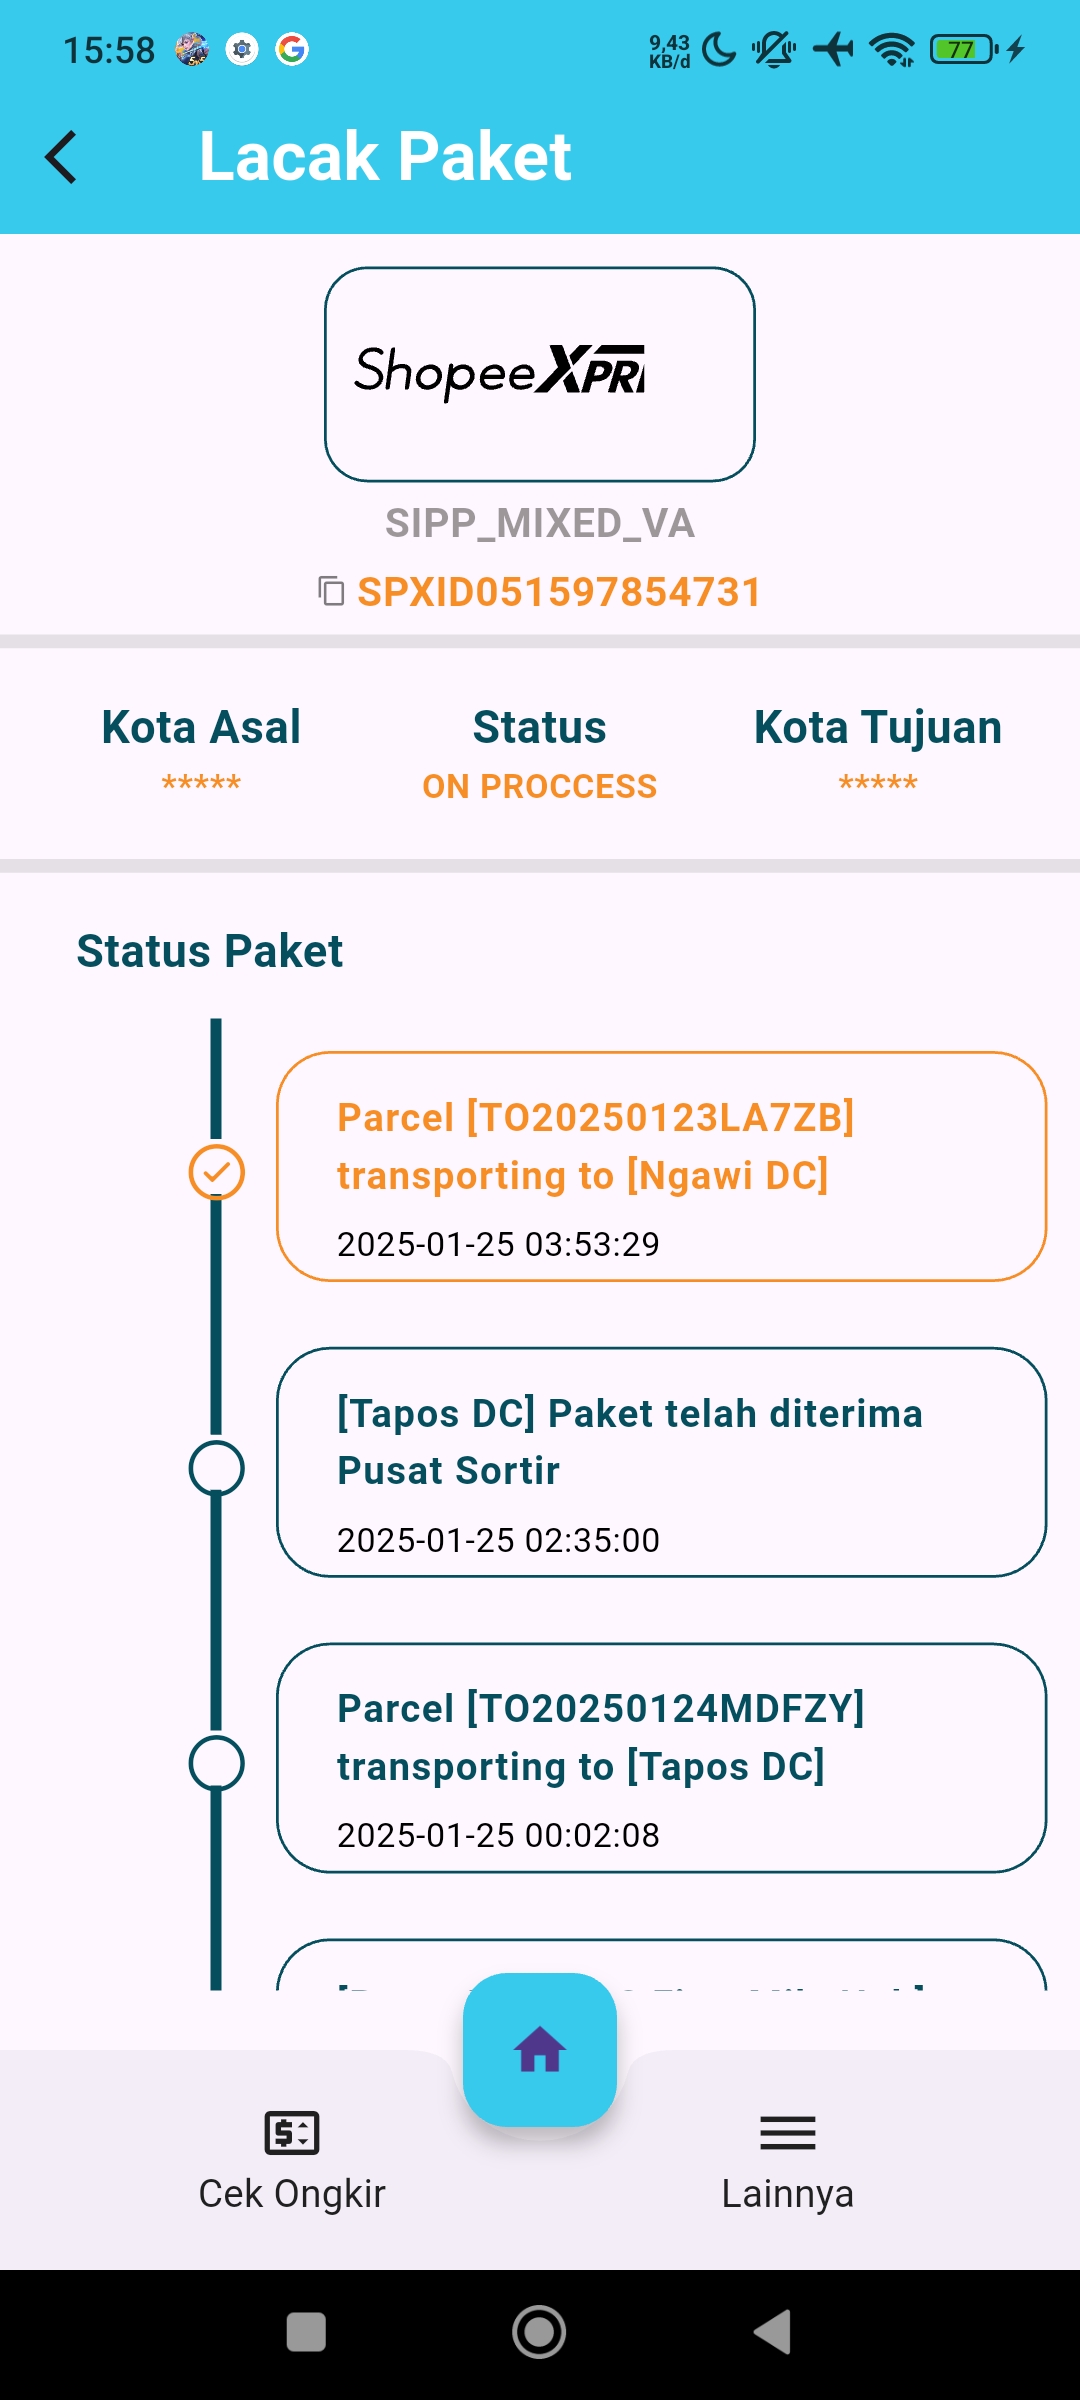 15:58
9,43
KB/d
77
Lacak Paket
ShopeeXPR
SIPP_MIXED_VA
SPXID051597854731
Kota Asal
Status
Kota Tujuan
*****
ON PROCCESS
*****
Status Paket
Parcel [TO20250123LA7ZB]
transporting to [Ngawi DC]
2025-01-25 03:53:29
[Tapos DC] Paket telah diterima
Pusat Sortir
2025-01-25 02:35:00
Parcel [TO20250124MDFZY]
transporting to [Tapos DC]
2025-01-25 00:02:08
Cek Ongkir
Lainnya